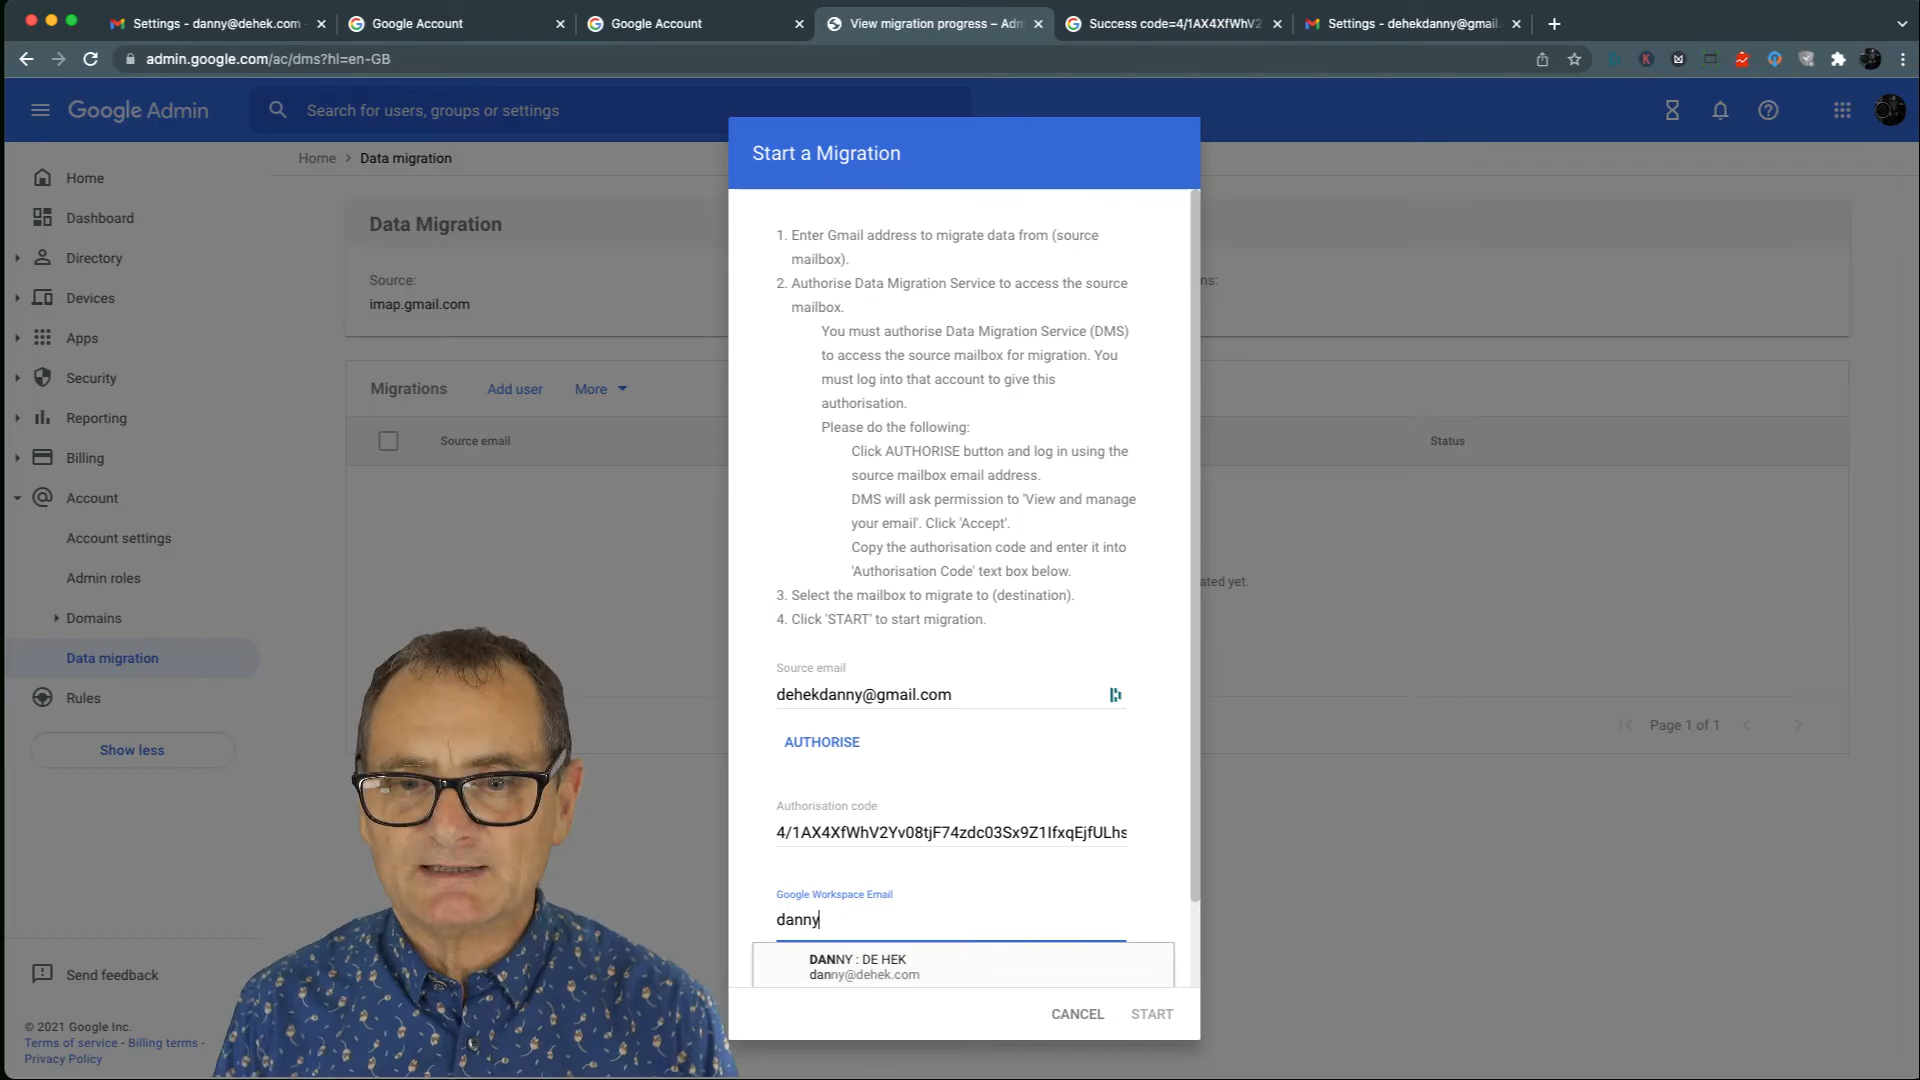 Settings - danny@dehek.com
Google Account
Google Account
View migration progress – Adm
Success code=4/1AX4XfWhV2
Settings - dehekdanny@gmail.
admin.google.com/ac/dms?hl=en-GB
Google Admin
Search for users, groups or settings
Home
Dashboard
Directory
Devices
Apps
Security
Reporting
Billing
Account
Account settings
Admin roles
Domains
Data migration
Rules
Show less
Send feedback
© 2021 Google Inc.
Terms of service - Billing terms -
Privacy Policy
Home > Data migration
Data Migration
Source:
imap.gmail.com
ns:
Migrations
Add user
More
Source email
Status
ated yet.
Page 1 of 1
Start a Migration
1. Enter Gmail address to migrate data from (source
mailbox).
2. Authorise Data Migration Service to access the source
mailbox.
You must authorise Data Migration Service (DMS)
to access the source mailbox for migration. You
must log into that account to give this
authorisation.
Please do the following:
Click AUTHORISE button and log in using the
source mailbox email address.
DMS will ask permission to 'View and manage
your email'. Click 'Accept'.
Copy the authorisation code and enter it into
'Authorisation Code' text box below.
3. Select the mailbox to migrate to (destination).
4. Click 'START' to start migration.
Source email
dehekdanny@gmail.com
AUTHORISE
Authorisation code
4/1AX4XfWhV2Yv08tjF74zdc03Sx9Z1IfxqEjfULhs
Google Workspace Email
danny
DANNY : DE HEK
danny@dehek.com
CANCEL
START